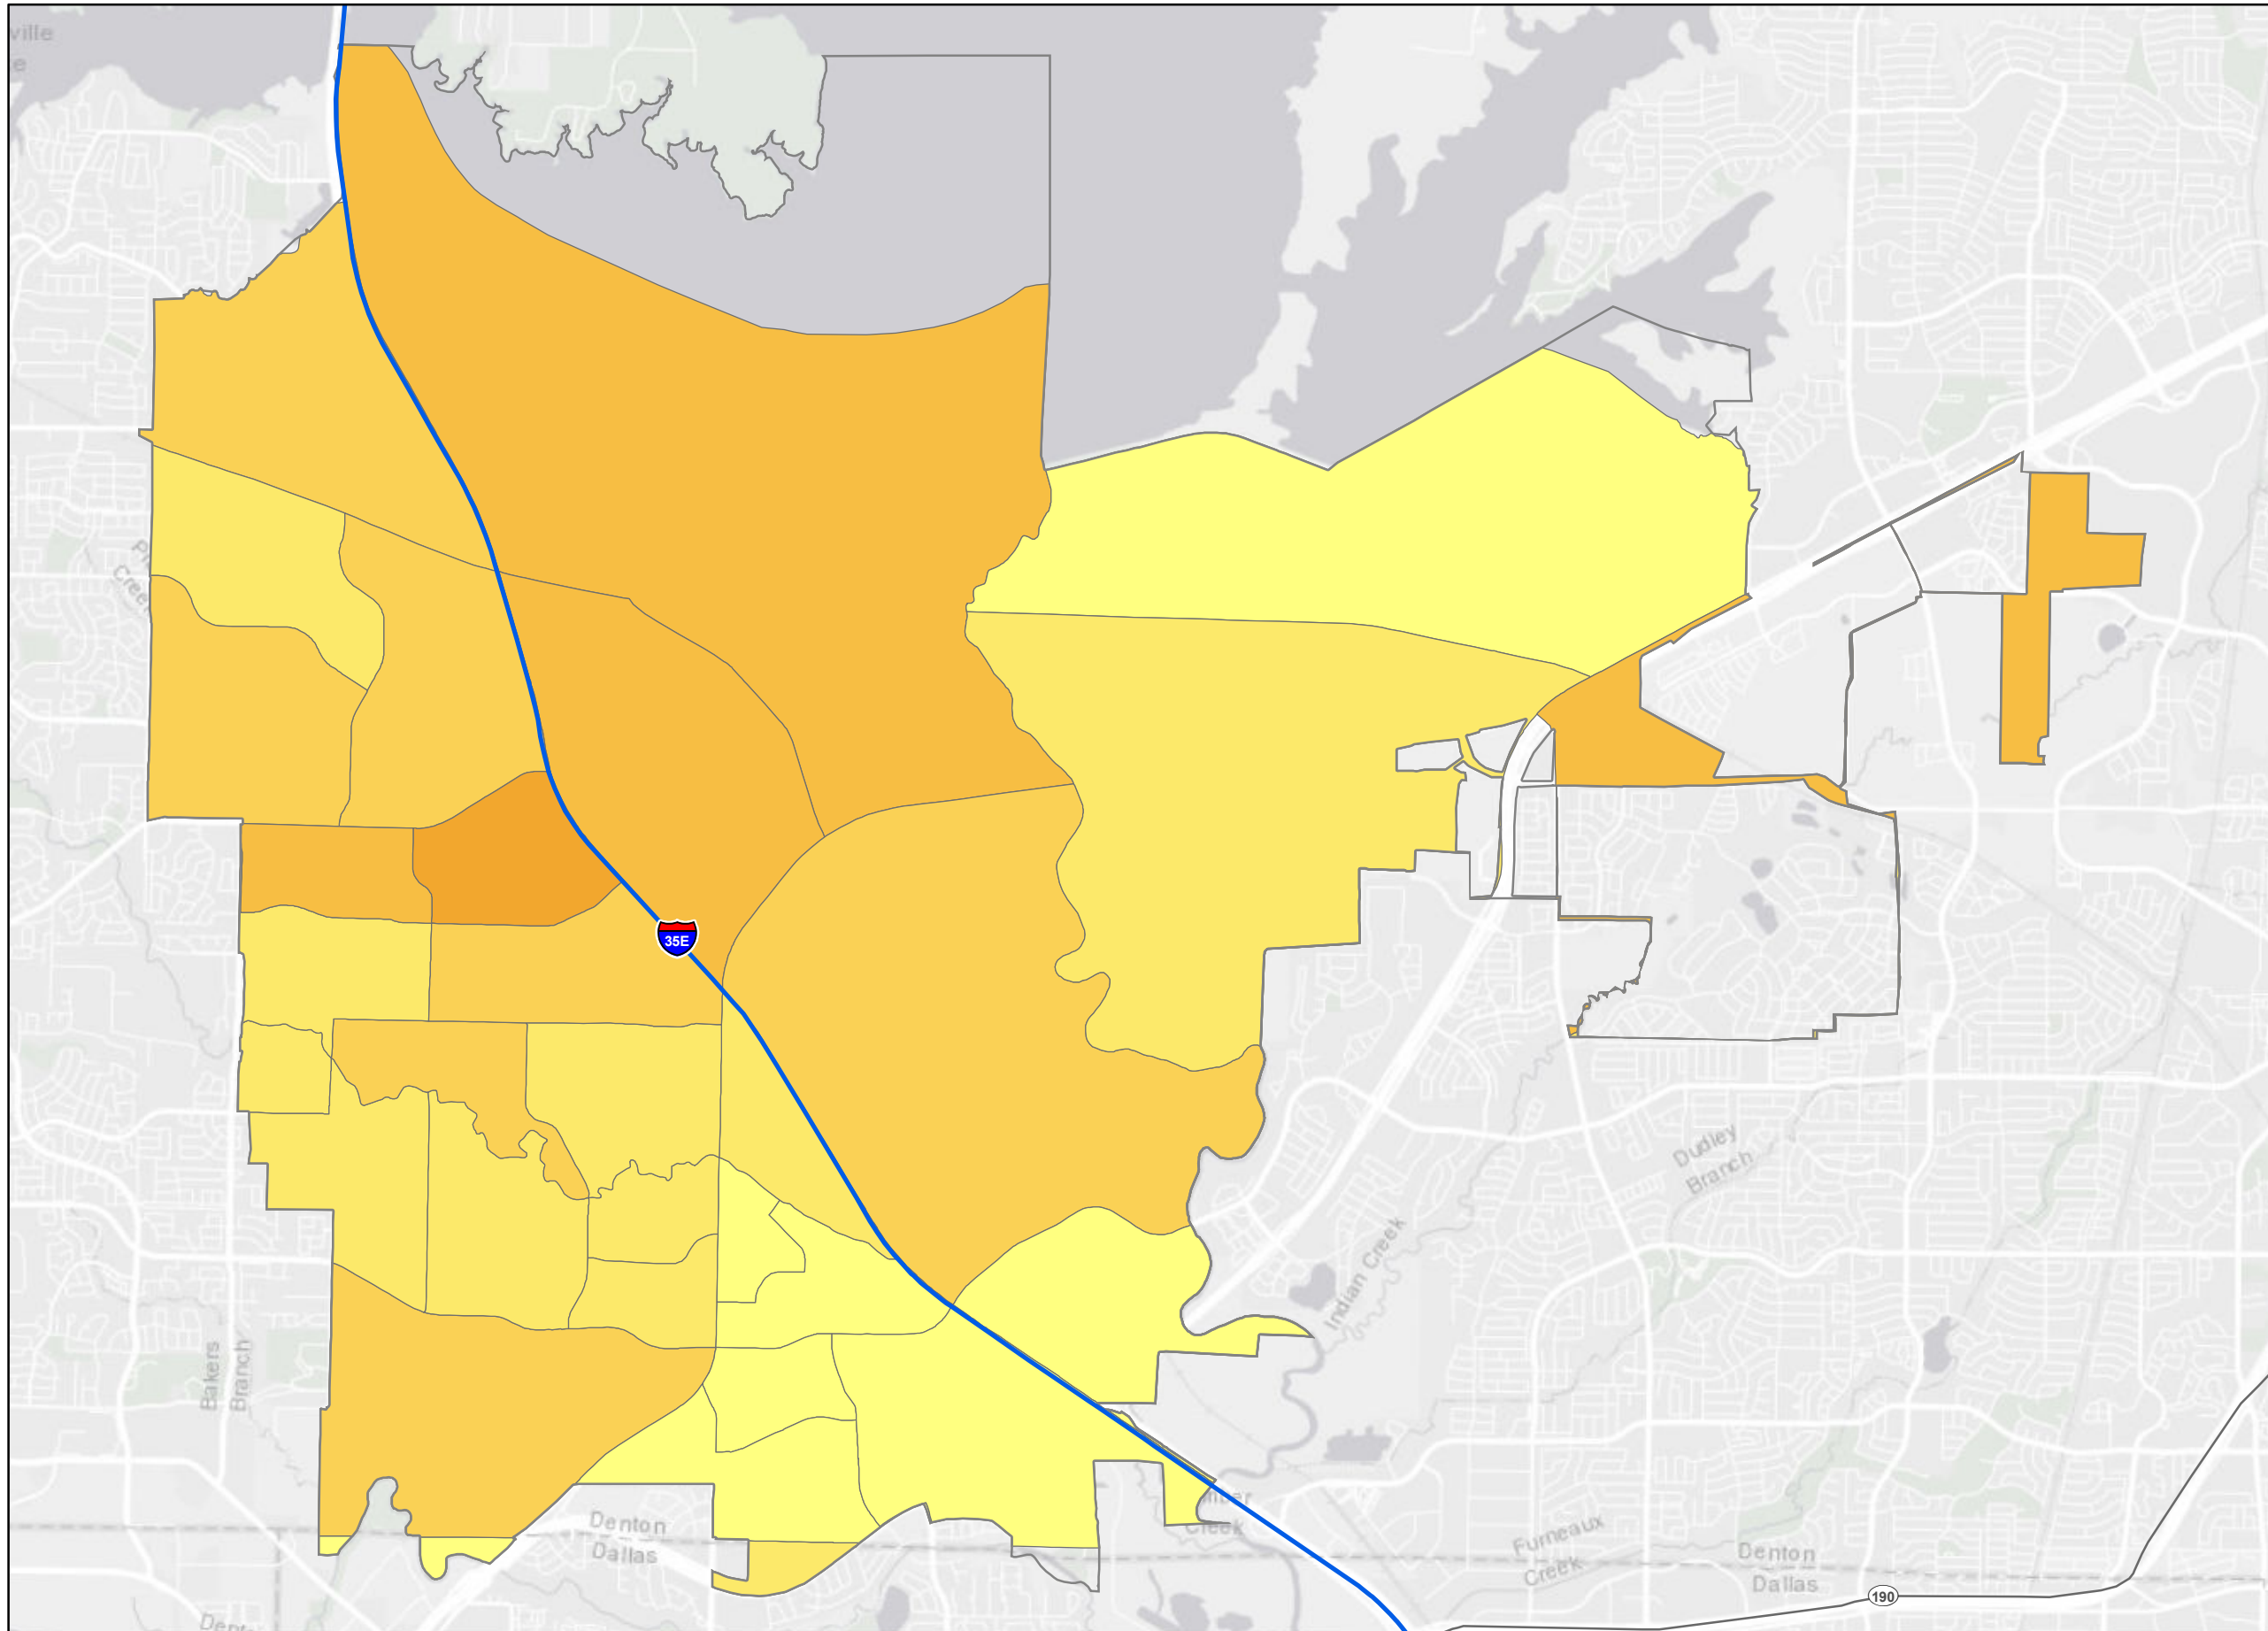 ville
Creek
35E
Dudley
Branch
Indian Creek
Bakers
Branch
Creek
Denton
Dallas
Furneaux
Creek
Denton
Dallas
190